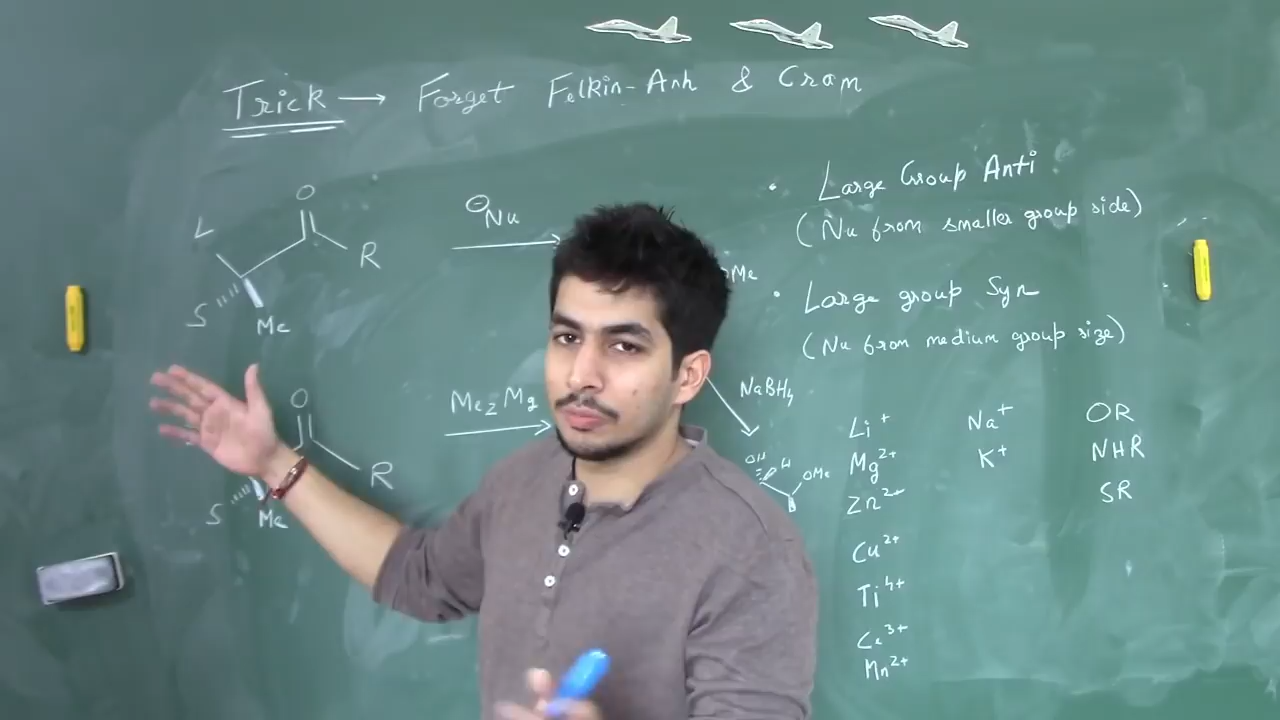 Trick → Forget Felkin-Anh & Cram
• Large Group Anti
(Nu from smaller group side)
• Large group Syn
(Nu from medium group size)
O
L
R
S
Me
⊖Nu
OMe
O
R
S
Me
Me2Mg
NaBH4
OH
H
OMe
Li+ Na+ OR
Mg2+ K+ NHR
Zn2+ SR
Cu2+
Ti4+
Ce3+
Mn2+